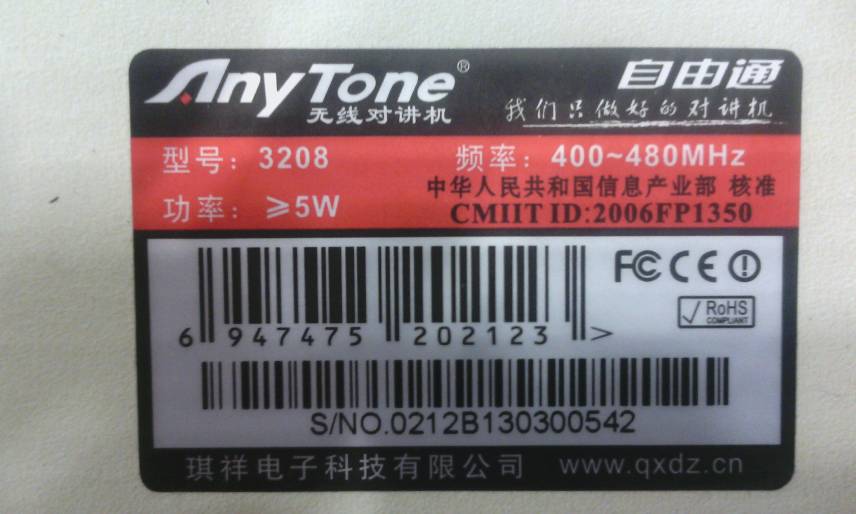 AnyTone® 自由通
无线对讲机 我们只做好的对讲机
型号: 3208 频率: 400~480MHz
中华人民共和国信息产业部 核准
功率: ≥5W CMIIT ID:2006FP1350
FC CE
RoHS
COMPLIANT
6 947475 202123 >
S/NO.0212B130300542
琪祥电子科技有限公司 www.qxdz.cn